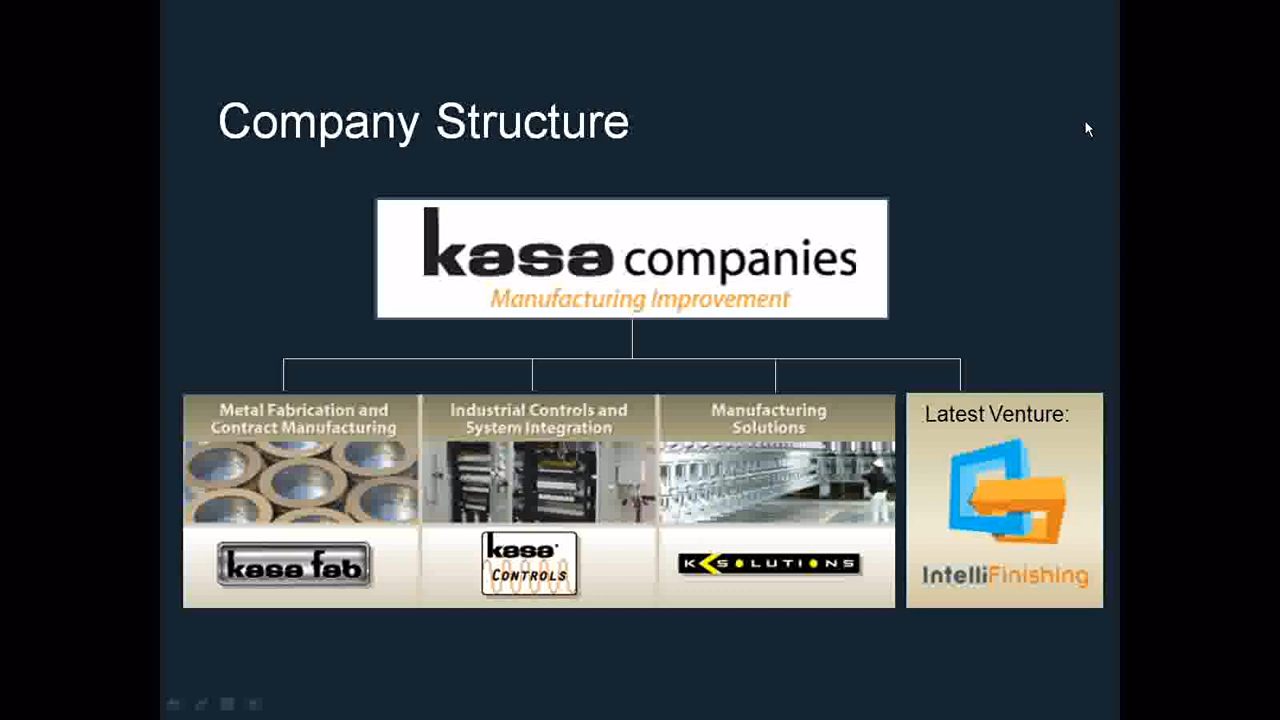 Company Structure
kasa companies
Manufacturing Improvement
Metal Fabrication and
Contract Manufacturing
kasa fab
Industrial Controls and
System Integration
kasa
CONTROLS
Manufacturing
Solutions
K SOLUTIONS
Latest Venture:
IntelliFinishing